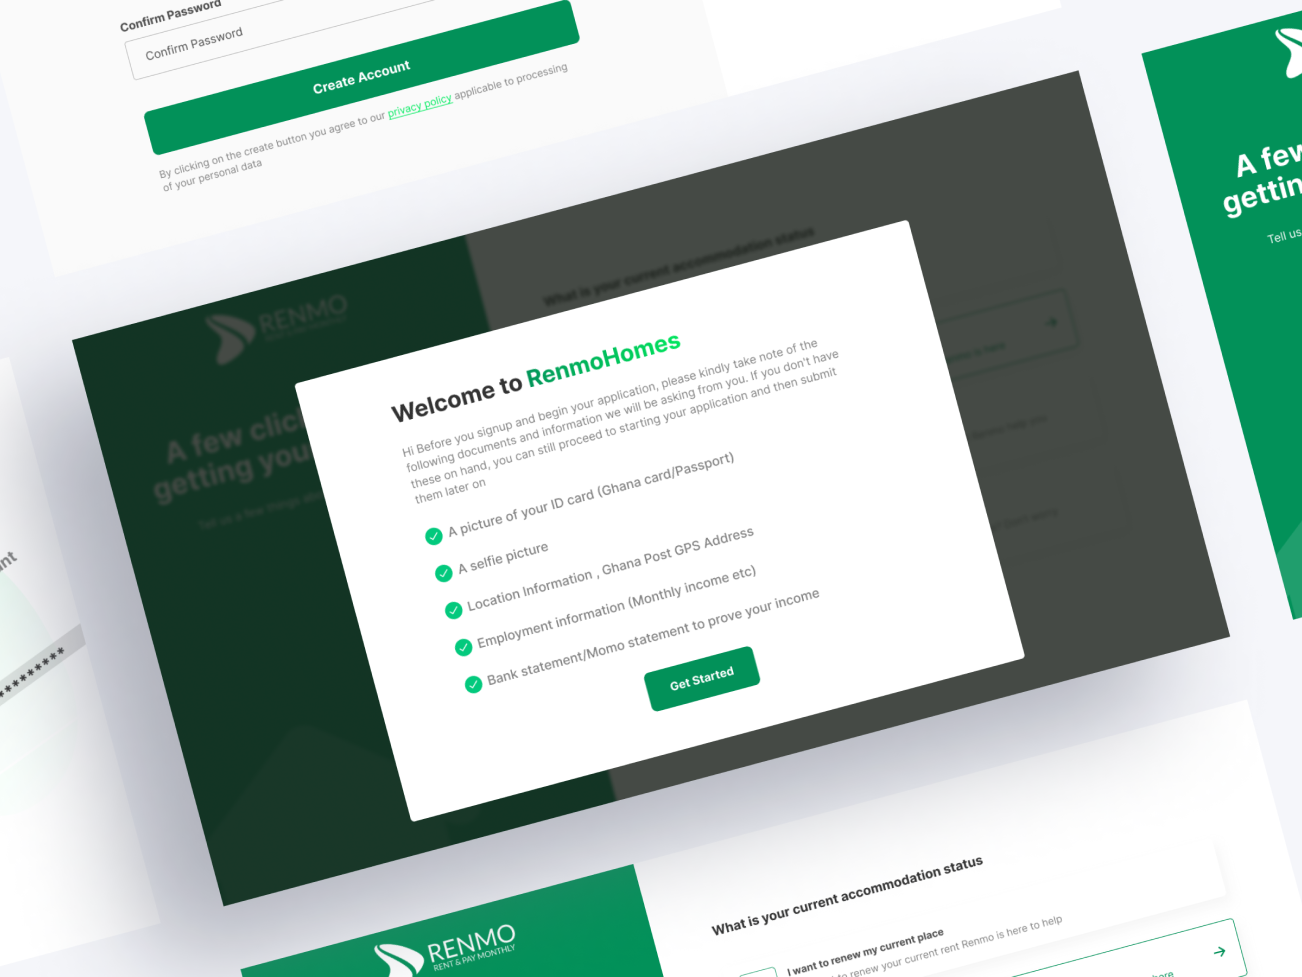 Confirm Password
Confirm Password
Create Account
By clicking on the create button you agree to our privacy policy applicable to processing
of your personal data
A few
gettin
Tell us
RENMO
What is your current accommodation status
A few clic
getting you
Tell us a few things
Welcome to RenmoHomes
Hi Before you signup and begin your application, please kindly take note of the
following documents and information we will be asking from you. If you don't have
these on hand, you can still proceed to starting your application and then submit
them later on
A picture of your ID card (Ghana card/Passport)
A selfie picture
Location Information , Ghana Post GPS Address
Employment information (Monthly income etc)
Bank statement/Momo statement to prove your income
Get Started
nt
*********
RENMO
RENT & PAY MONTHLY
What is your current accommodation status
I want to renew my current place
to renew your current rent Renmo is here to help
here